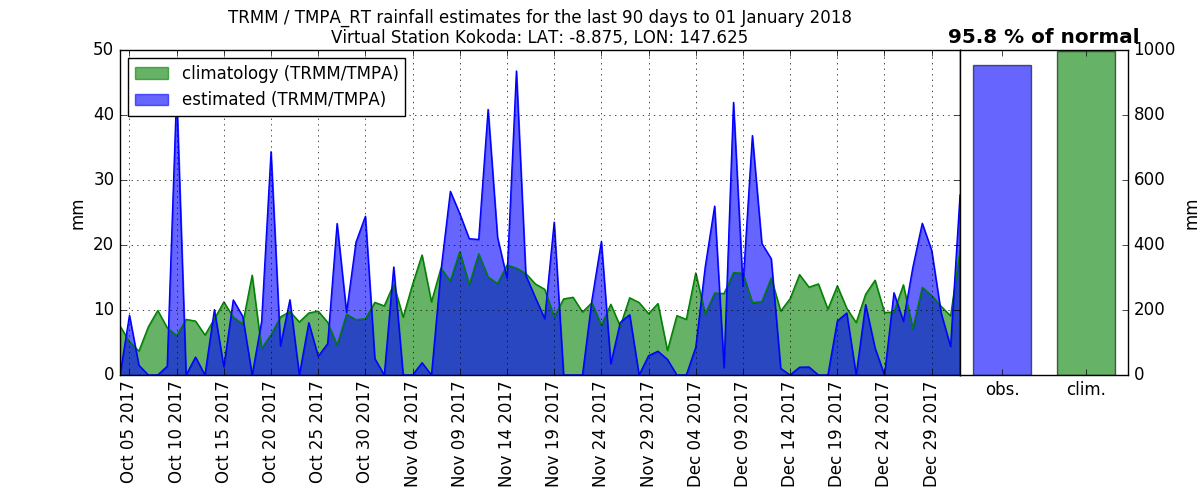 TRMM / TMPA_RT rainfall estimates for the last 90 days to 01 January 2018
Virtual Station Kokoda: LAT: -8.875, LON: 147.625
95.8 % of normal
climatology (TRMM/TMPA)
estimated (TRMM/TMPA)
50
40
30
20
10
0
mm
1000
800
600
400
200
0
mm
obs.
clim.
Oct 05 2017
Oct 10 2017
Oct 15 2017
Oct 20 2017
Oct 25 2017
Oct 30 2017
Nov 04 2017
Nov 09 2017
Nov 14 2017
Nov 19 2017
Nov 24 2017
Nov 29 2017
Dec 04 2017
Dec 09 2017
Dec 14 2017
Dec 19 2017
Dec 24 2017
Dec 29 2017